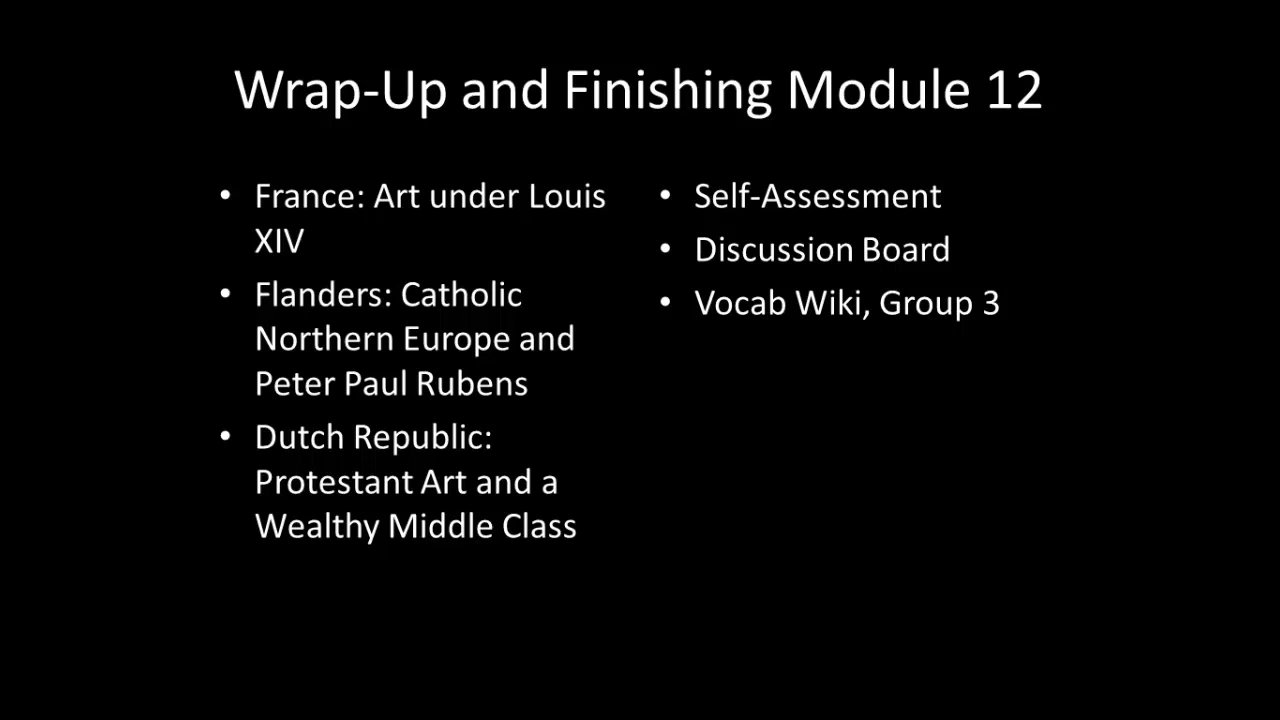 Wrap-Up and Finishing Module 12
• France: Art under Louis
XIV
• Flanders: Catholic
Northern Europe and
Peter Paul Rubens
• Dutch Republic:
Protestant Art and a
Wealthy Middle Class
• Self-Assessment
• Discussion Board
• Vocab Wiki, Group 3